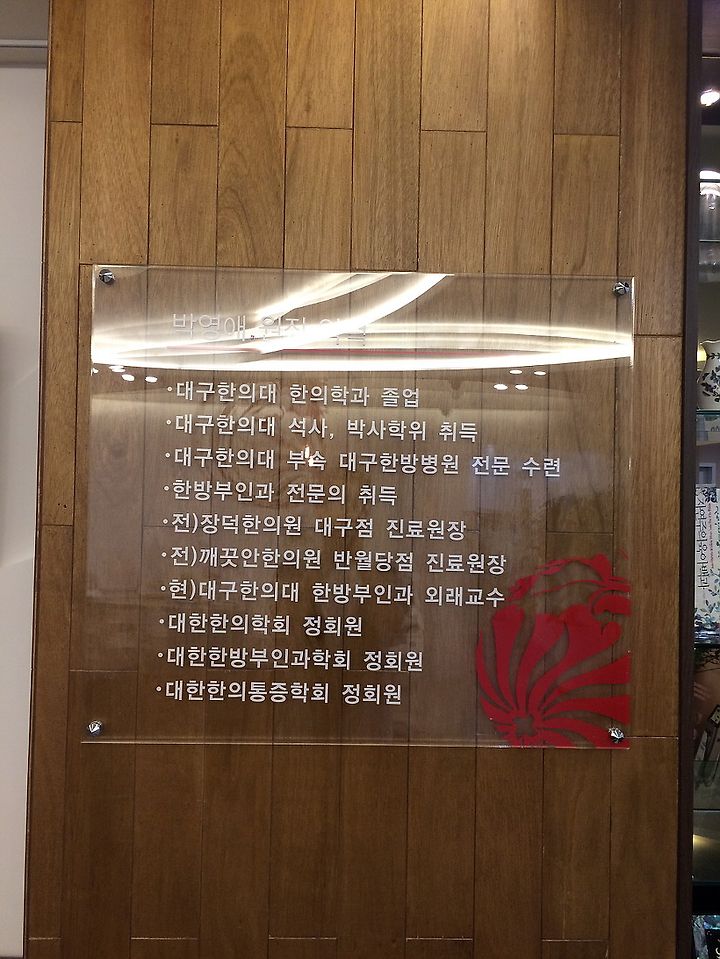 박영애 원장 약력
·대구한의대 한의학과 졸업
·대구한의대 석사, 박사학위 취득
·대구한의대 부속 대구한방병원 전문 수련
·한방부인과 전문의 취득
·전)장덕한의원 대구점 진료원장
·전)깨끗안한의원 반월당점 진료원장
·현)대구한의대 한방부인과 외래교수
·대한한의학회 정회원
·대한한방부인과학회 정회원
·대한한의통증학회 정회원